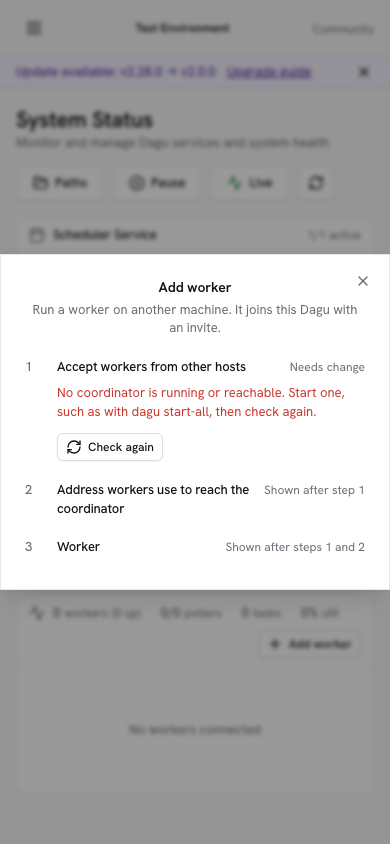 Test Environment
Community
Update available: v2.28.0 → v2.0.0 Upgrade guide
System Status
Monitor and manage Dagu services and system health
Paths
Pause
Live
Scheduler Service
1/1 active
Add worker
Run a worker on another machine. It joins this Dagu with
an invite.
1 Accept workers from other hosts Needs change
No coordinator is running or reachable. Start one,
such as with dagu start-all, then check again.
Check again
2 Address workers use to reach the Shown after step 1
coordinator
3 Worker Shown after steps 1 and 2
0 workers (0 up) 0/0 pollers 0 tasks 0% util
Add worker
No workers connected